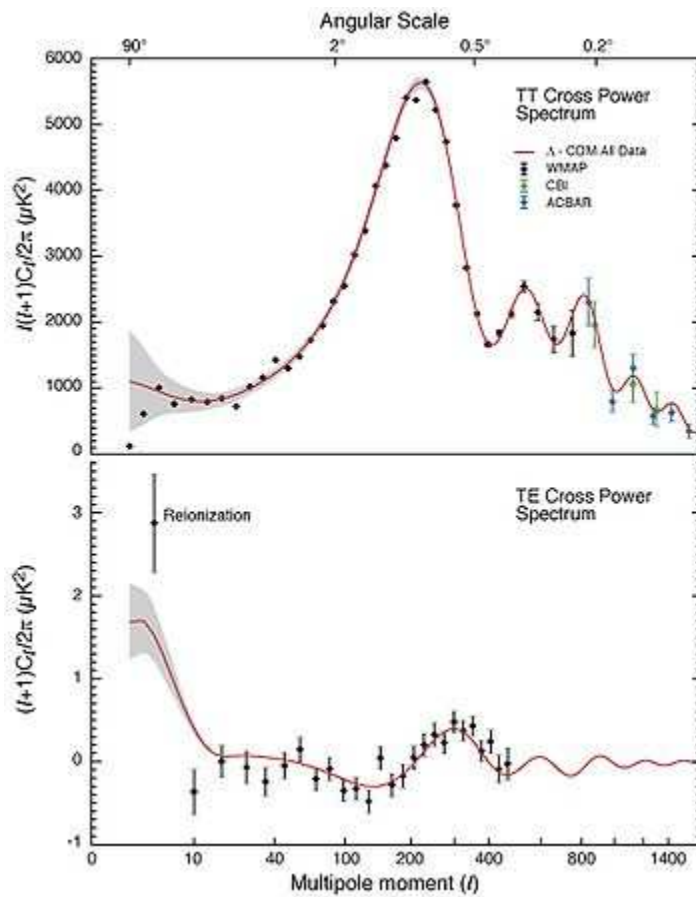 Angular Scale
90° 2° 0.5° 0.2°
6000
TT Cross Power
Spectrum
Λ - CDM All Data
WMAP
CBI
ACBAR
5000
4000
3000
2000
1000
0
l(l+1)Cl/2π (μK²)
TE Cross Power
Spectrum
Reionization
3
2
1
0
-1
(l+1)Cl/2π (μK²)
0 10 40 100 200 400 800 1400
Multipole moment (l)